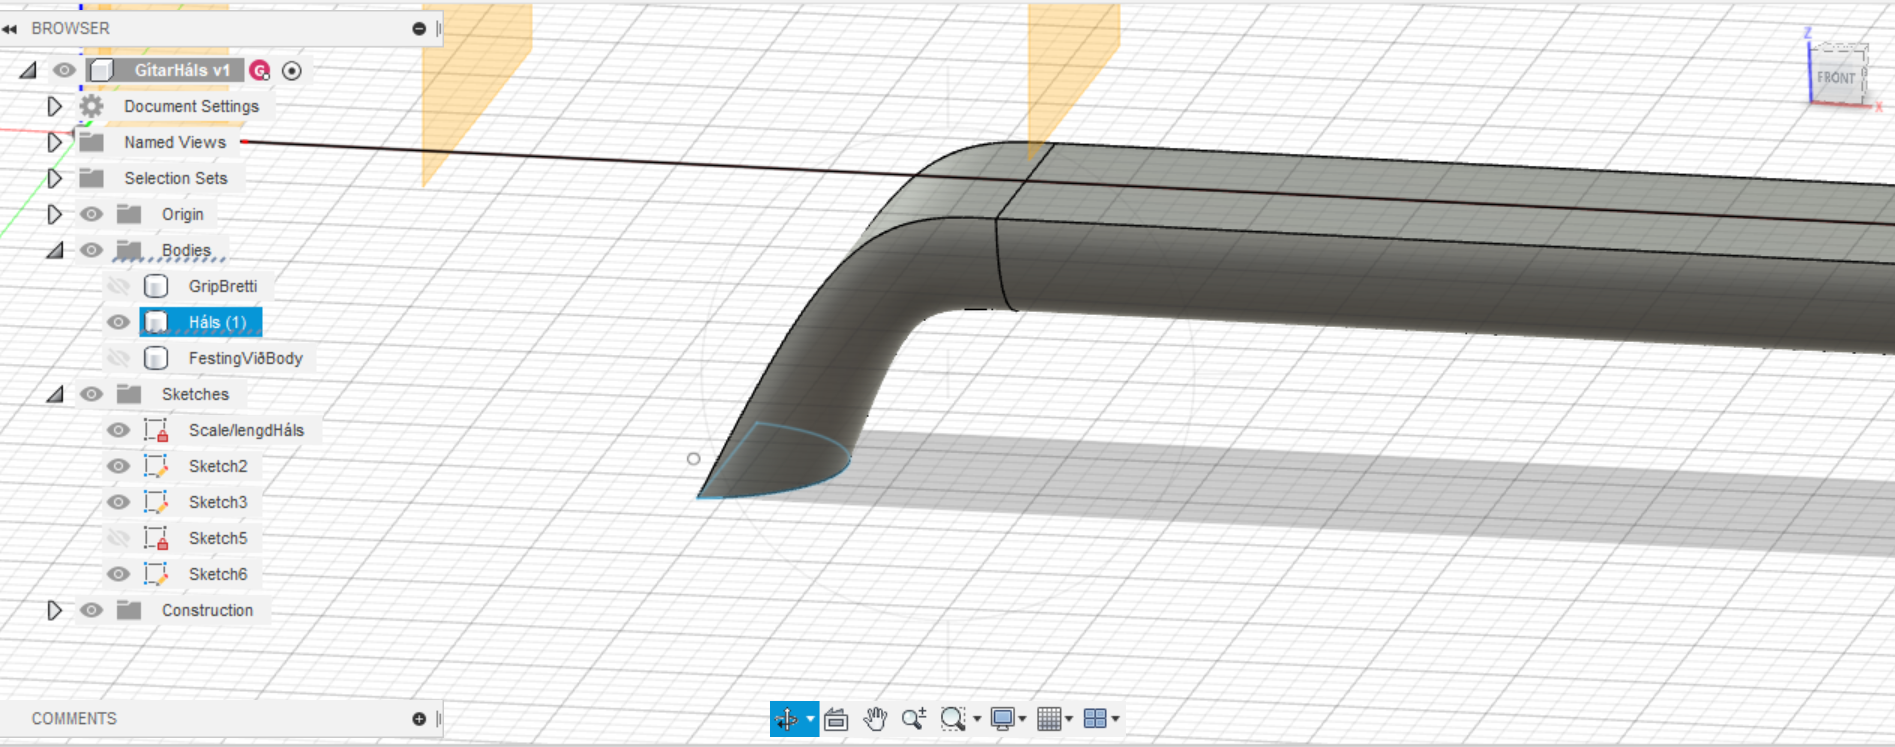 BROWSER
GítarHáls v1
Document Settings
Named Views
Selection Sets
Origin
Bodies
GripBretti
Háls (1)
FestingViðBody
Sketches
Scale/lengdHáls
Sketch2
Sketch3
Sketch5
Sketch6
Construction
COMMENTS
Z
FRONT
X